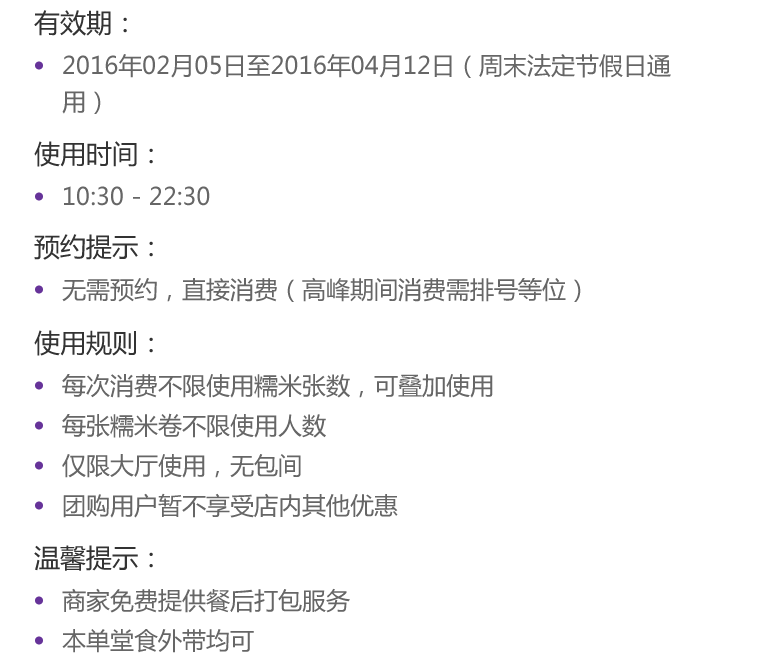 有效期：
• 2016年02月05日至2016年04月12日（周末法定节假日通
用）
使用时间：
• 10:30 - 22:30
预约提示：
• 无需预约，直接消费（高峰期间消费需排号等位）
使用规则：
• 每次消费不限使用糯米张数，可叠加使用
• 每张糯米卷不限使用人数
• 仅限大厅使用，无包间
• 团购用户暂不享受店内其他优惠
温馨提示：
• 商家免费提供餐后打包服务
• 本单堂食外带均可